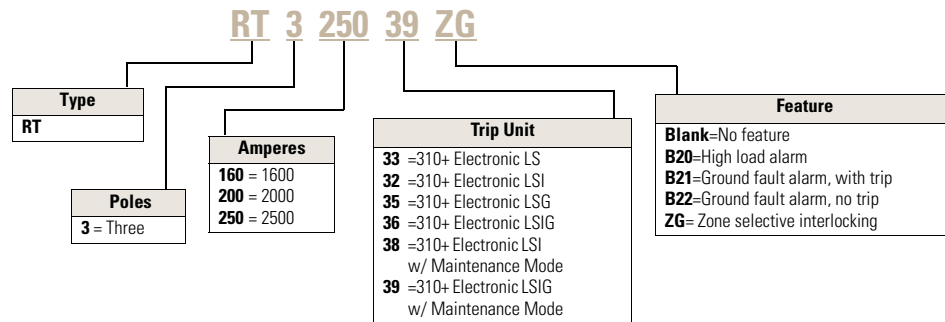 RT 3 250 39 ZG
Type
RT
Poles
3 = Three
Amperes
160 = 1600
200 = 2000
250 = 2500
Trip Unit
33 =310+ Electronic LS
32 =310+ Electronic LSI
35 =310+ Electronic LSG
36 =310+ Electronic LSIG
38 =310+ Electronic LSI
w/ Maintenance Mode
39 =310+ Electronic LSIG
w/ Maintenance Mode
Feature
Blank=No feature
B20=High load alarm
B21=Ground fault alarm, with trip
B22=Ground fault alarm, no trip
ZG= Zone selective interlocking